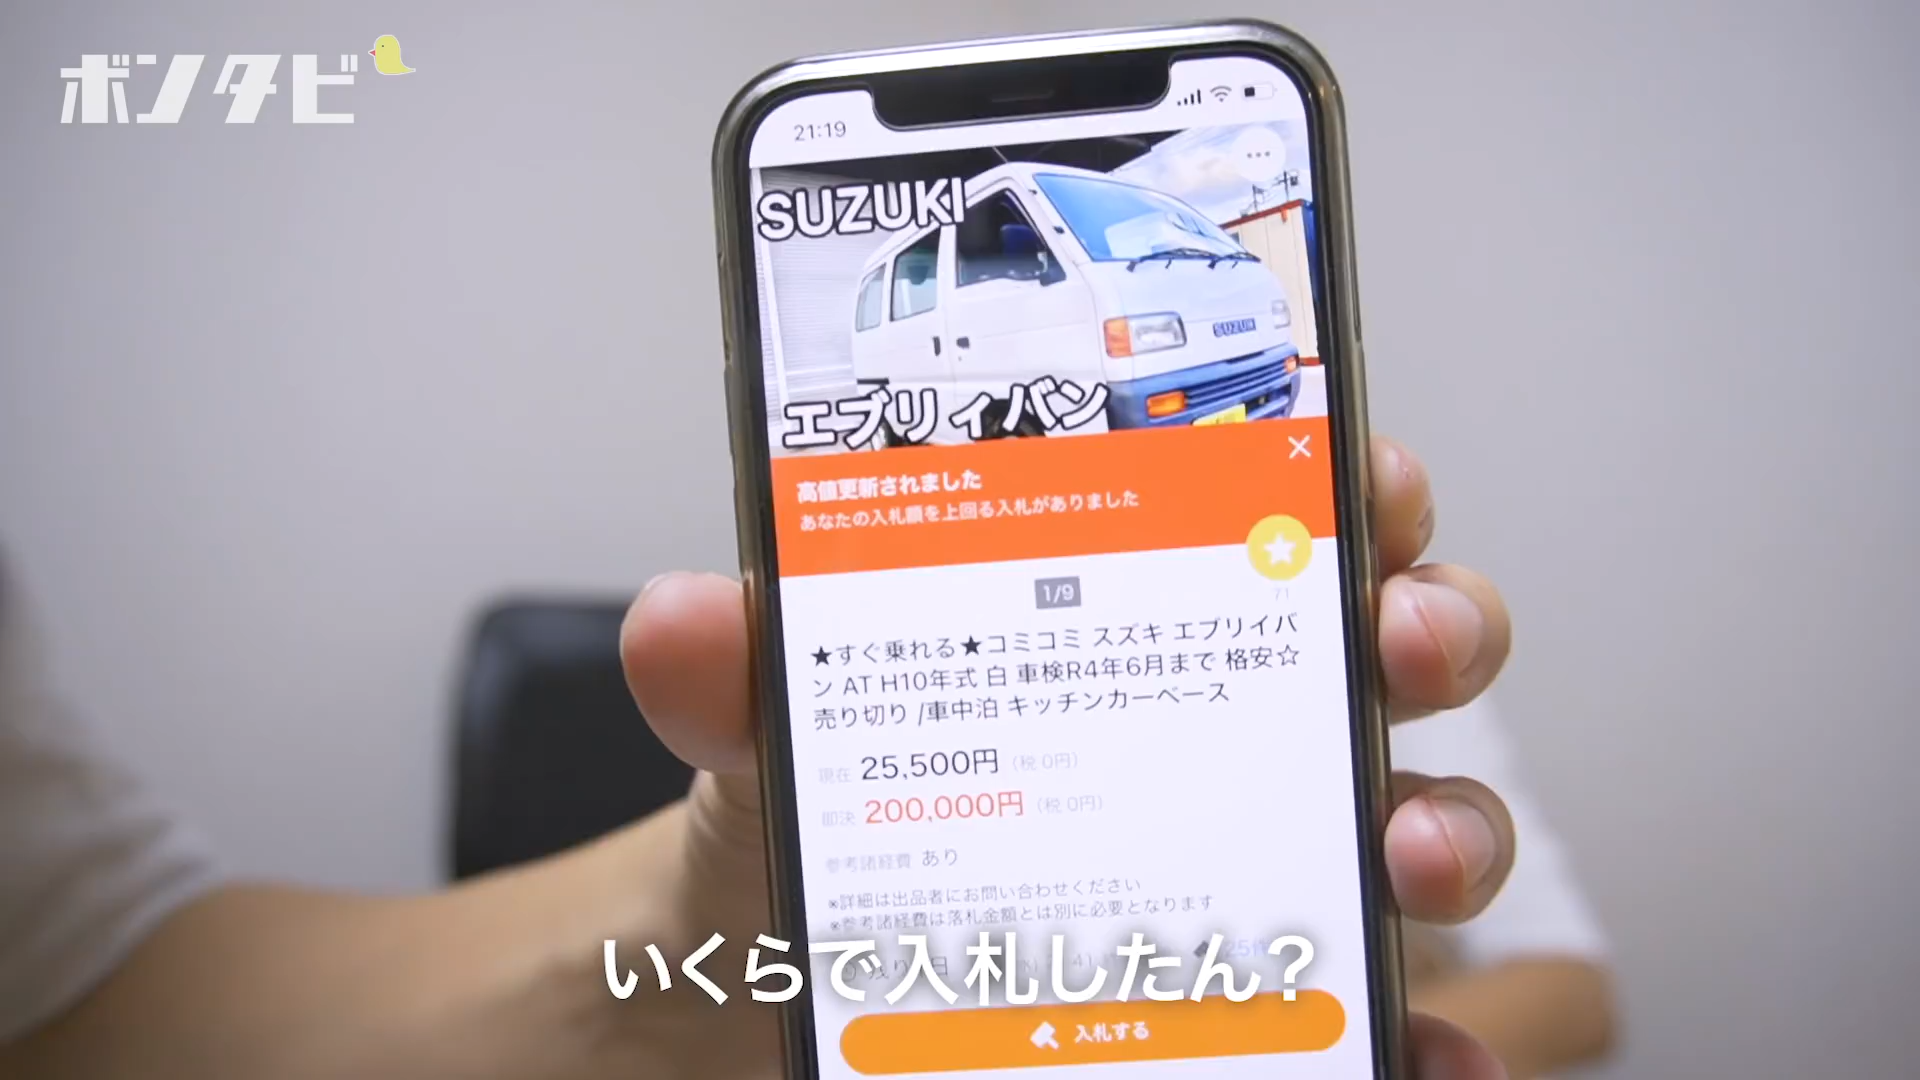 ボンタビ
21:19
SUZUKI
SUZUKI
エブリィバン
高値更新されました
あなたの入札額を上回る入札がありました
71
1/9
★すぐ乗れる★コミコミ スズキ エブリイバ
ン AT H10年式 白 車検R4年6月まで 格安☆
売り切り /車中泊 キッチンカーベース
現在 25,500円 (税 0円)
即決 200,000円 (税 0円)
参考諸経費 あり
※詳細は出品者にお問い合わせください
※参考諸経費は落札金額とは別に必要となります
25件
いくらで入札したん?
入札する